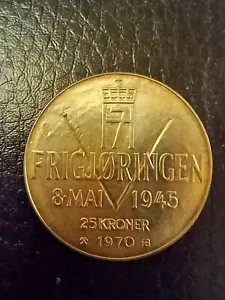 H7
FRIGJØRINGEN
8·MAI 1945
25 KRONER
1970